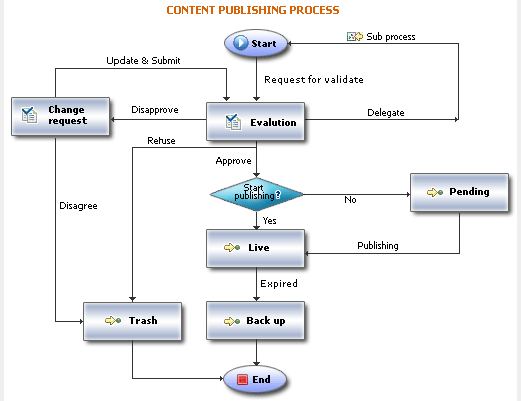 CONTENT PUBLISHING PROCESS
Start
Sub process
Update & Submit
Request for validate
Change
request
Disapprove
Evalution
Delegate
Refuse
Approve
Start
publishing?
No
Pending
Disagree
Yes
Live
Publishing
Expired
Trash
Back up
End